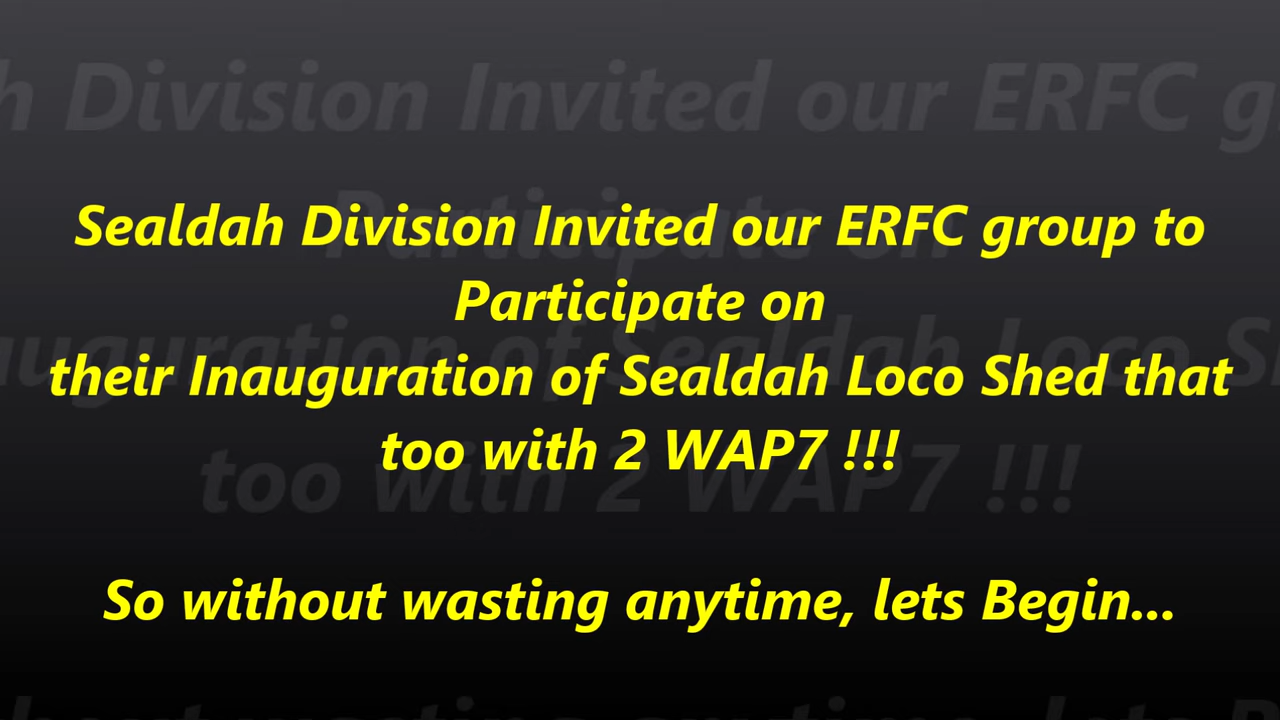 Sealdah Division Invited our ERFC group to
Participate on
their Inauguration of Sealdah Loco Shed that
too with 2 WAP7 !!!
So without wasting anytime, lets Begin...